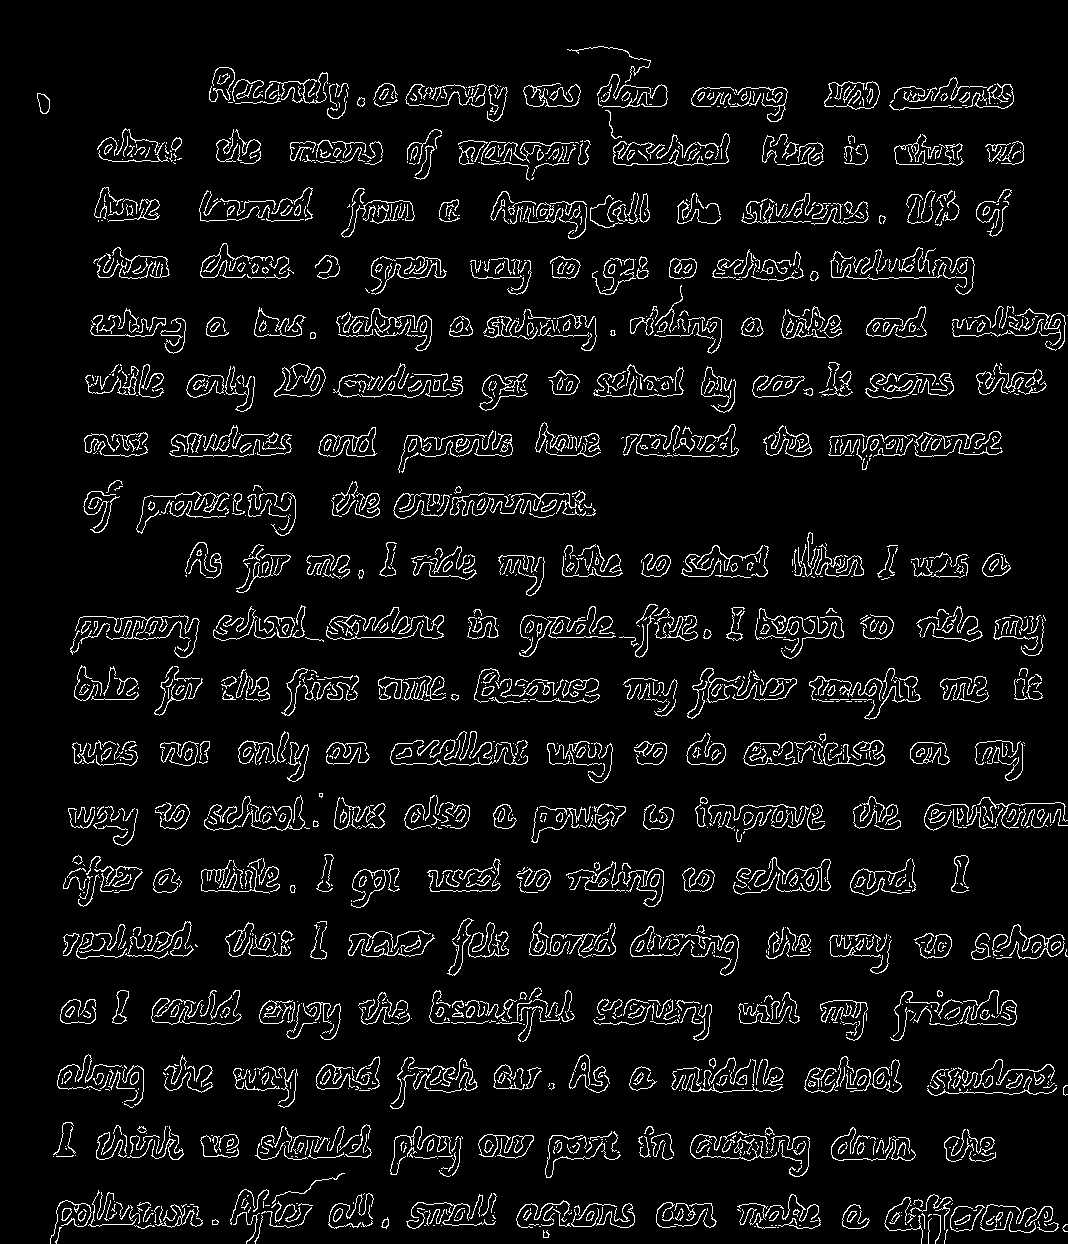 Recently, a survey was done among 200 students
about the means of transport to school Here is what we
have learned from it Among all the students, of
them choose a green way to get to school, including
taking a bus, taking a subway, riding a bike and walking
while only students get to school by car. It seems that
most students and parents have realized the importance
of protecting the environment.
As for me, I ride my bike to school When I was a
primary school student in grade five, I began to ride my
bike for the first time. Because my father taught me it
was not only an excellent way to do exericise on my
way to school, but also a power to improve the environm
After a while, I got used to riding to school and I
realized that I never felt bored during the way to school
as I could enjoy the beautiful scenery with my friends
along the way and fresh air. As a middle school student,
I think we should play our part in cutting down the
pollution. After all, small actions can make a difference.